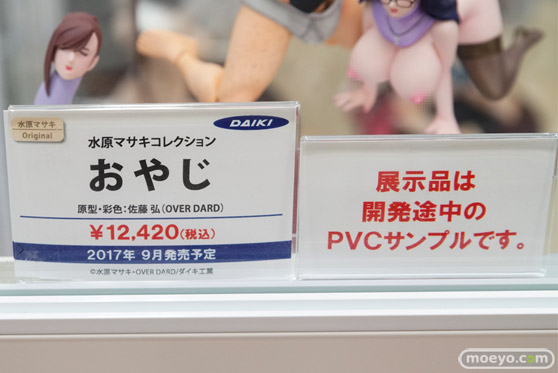 水原マサキ
Original
DAIKI
水原マサキコレクション
おやじ
原型・彩色:佐藤 弘(OVER DARD)
¥12,420(税込)
2017年 9月発売予定
©水原マサキ・OVER DARD/ダイキ工業
展示品は
開発途中の
PVCサンプルです。
moeyo.com